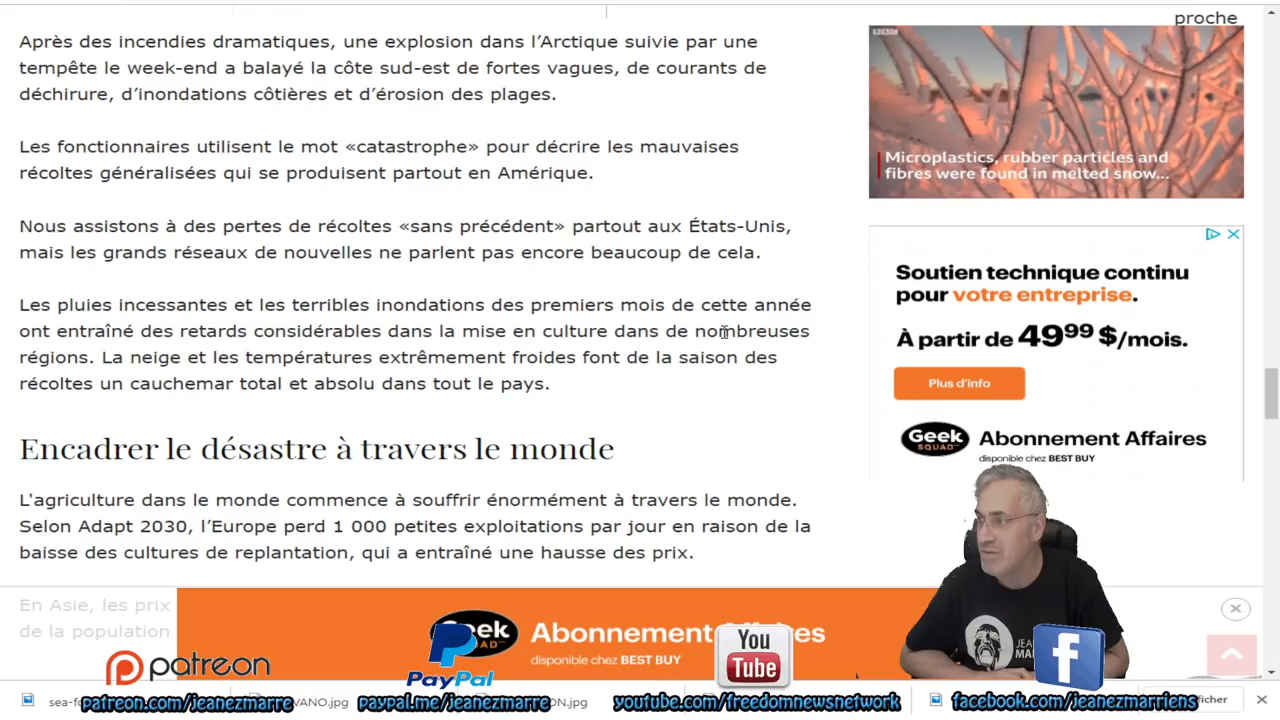 proche
Après des incendies dramatiques, une explosion dans l’Arctique suivie par une
tempête le week-end a balayé la côte sud-est de fortes vagues, de courants de
déchirure, d’inondations côtières et d’érosion des plages.
Les fonctionnaires utilisent le mot «catastrophe» pour décrire les mauvaises
récoltes généralisées qui se produisent partout en Amérique.
Nous assistons à des pertes de récoltes «sans précédent» partout aux États-Unis,
mais les grands réseaux de nouvelles ne parlent pas encore beaucoup de cela.
Les pluies incessantes et les terribles inondations des premiers mois de cette année
ont entraîné des retards considérables dans la mise en culture dans de nombreuses
régions. La neige et les températures extrêmement froides font de la saison des
récoltes un cauchemar total et absolu dans tout le pays.
Encadrer le désastre à travers le monde
L'agriculture dans le monde commence à souffrir énormément à travers le monde.
Selon Adapt 2030, l’Europe perd 1 000 petites exploitations par jour en raison de la
baisse des cultures de replantation, qui a entraîné une hausse des prix.
En Asie, les prix
de la population
BBC
Microplastics, rubber particles and
fibres were found in melted snow...
Soutien technique continu
pour votre entreprise.
À partir de 49⁹⁹ $/mois.
Plus d’info
Geek
SQUAD
Abonnement Affaires
disponible chez BEST BUY
Abonnement Affaires
disponible chez BEST BUY
patreon
PayPal
You
Tube
patreon.com/jeanezmarre
paypal.me/jeanezmarre
youtube.com/freedomnewsnetwork
facebook.com/jeanezmarriens